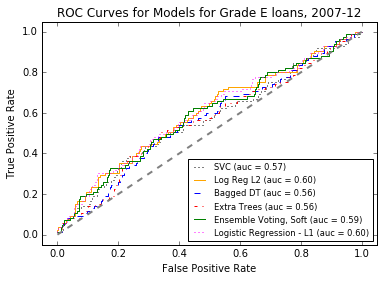 ROC Curves for Models for Grade E loans, 2007-12
True Positive Rate
1.0
0.8
0.6
0.4
0.2
0.0
SVC (auc = 0.57)
Log Reg L2 (auc = 0.60)
Bagged DT (auc = 0.56)
Extra Trees (auc = 0.56)
Ensemble Voting, Soft (auc = 0.59)
Logistic Regression - L1 (auc = 0.60)
0.0 0.2 0.4 0.6 0.8 1.0
False Positive Rate